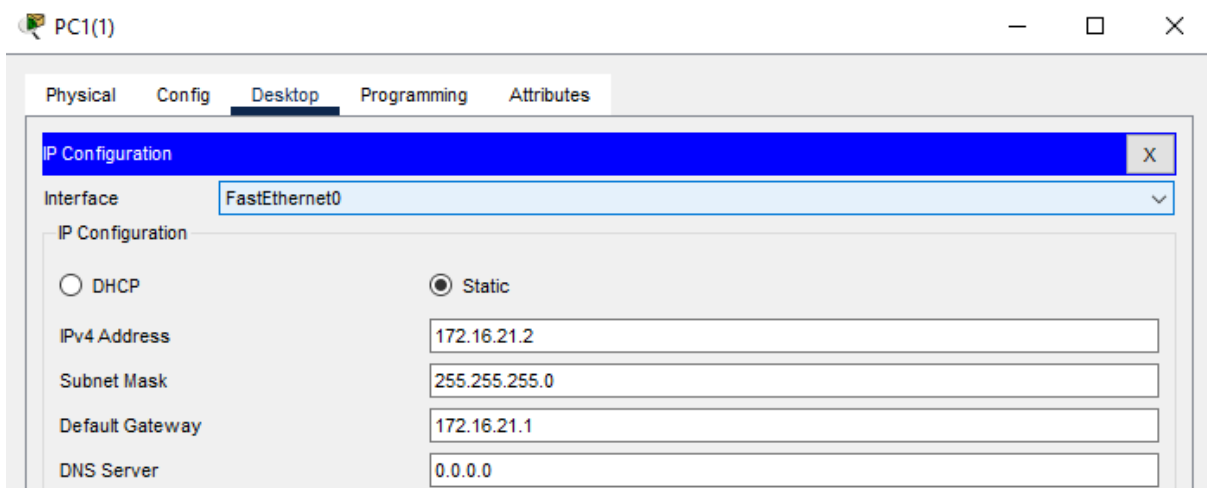 PC1(1)
Physical Config Desktop Programming Attributes
IP Configuration X
Interface FastEthernet0
IP Configuration
DHCP Static
IPv4 Address 172.16.21.2
Subnet Mask 255.255.255.0
Default Gateway 172.16.21.1
DNS Server 0.0.0.0